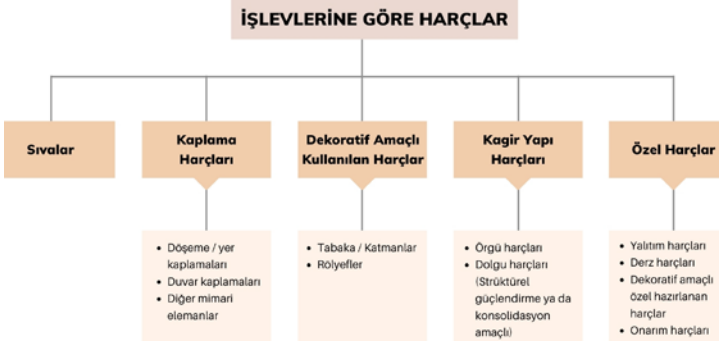 İŞLEVLERİNE GÖRE HARÇLAR
Sıvalar
Kaplama
Harçları
Dekoratif Amaçlı
Kullanılan Harçlar
Kagir Yapı
Harçları
Özel Harçlar
• Döşeme / yer
kaplamaları
• Duvar kaplamaları
• Diğer mimari
elemanlar
• Tabaka / Katmanlar
• Rölyefler
• Örgü harçları
• Dolgu harçları
(Strüktürel
güçlendirme ya da
konsolidasyon
amaçlı)
• Yalıtım harçları
• Derz harçları
• Dekoratif amaçlı
özel hazırlanan
harçlar
• Onarım harçları